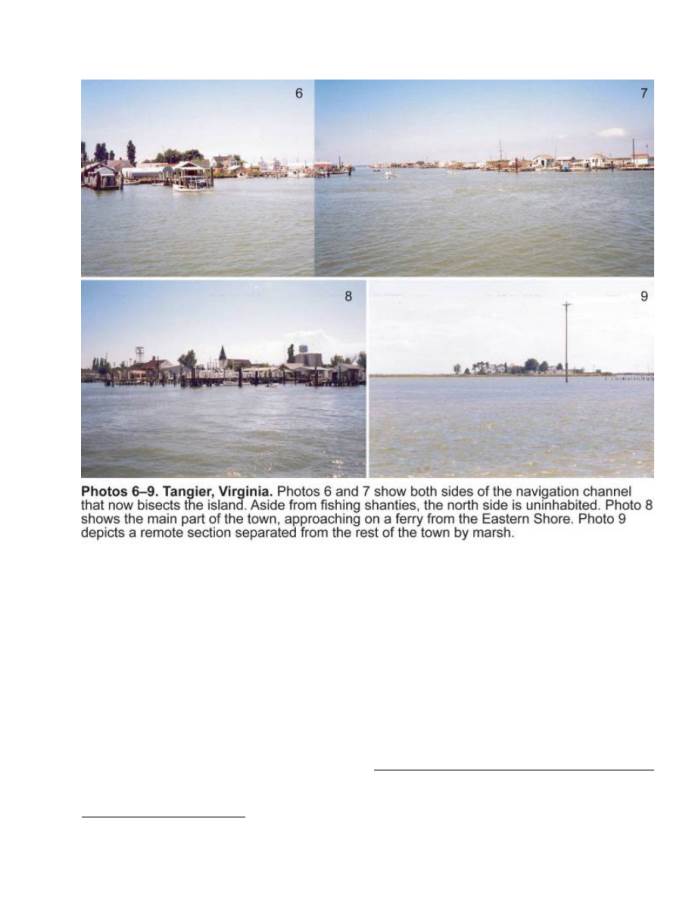 6
7
8
9
Photos 6–9. Tangier, Virginia. Photos 6 and 7 show both sides of the navigation channel
that now bisects the island. Aside from fishing shanties, the north side is uninhabited. Photo 8
shows the main part of the town, approaching on a ferry from the Eastern Shore. Photo 9
depicts a remote section separated from the rest of the town by marsh.